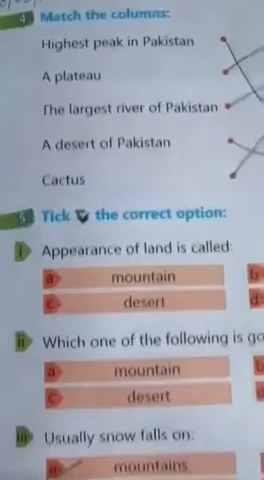 4 Match the columns:
Highest peak in Pakistan
A plateau
The largest river of Pakistan
A desert of Pakistan
Cactus
5 Tick the correct option:
i Appearance of land is called:
a mountain b
c desert d
ii Which one of the following is go
a mountain b
c desert
iii Usually snow falls on:
a mountains